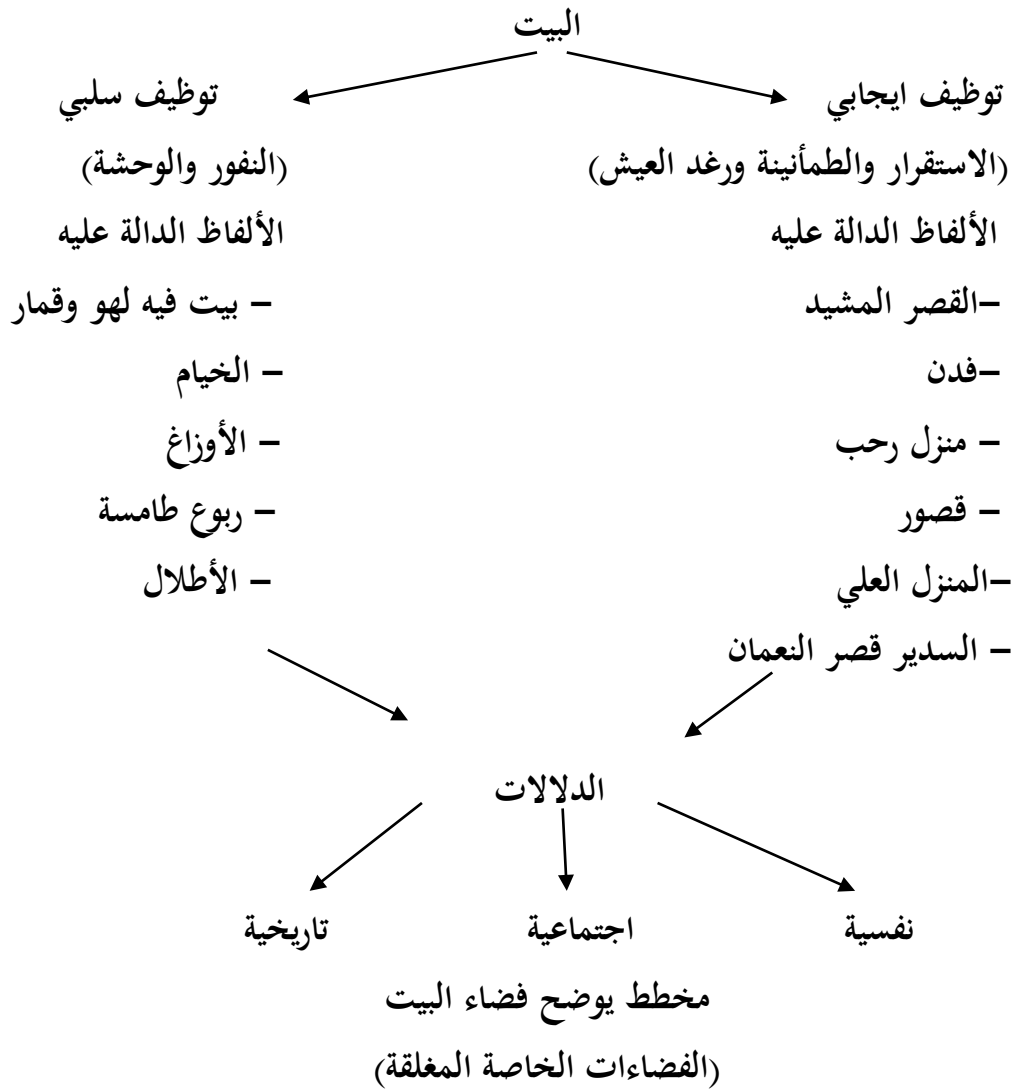 البيت
توظيف ايجابي توظيف سلبي
(الاستقرار والطمأنينة ورغد العيش) (النفور والوحشة)
الألفاظ الدالة عليه الألفاظ الدالة عليه
–القصر المشيد – بيت فيه لهو وقمار
–فدن – الخيام
– منزل رحب – الأوزاغ
– قصور – ربوع طامسة
–المنزل العلي – الأطلال
– السدير قصر النعمان
الدلالات
نفسية اجتماعية تاريخية
مخطط يوضح فضاء البيت
(الفضاءات الخاصة المغلقة)